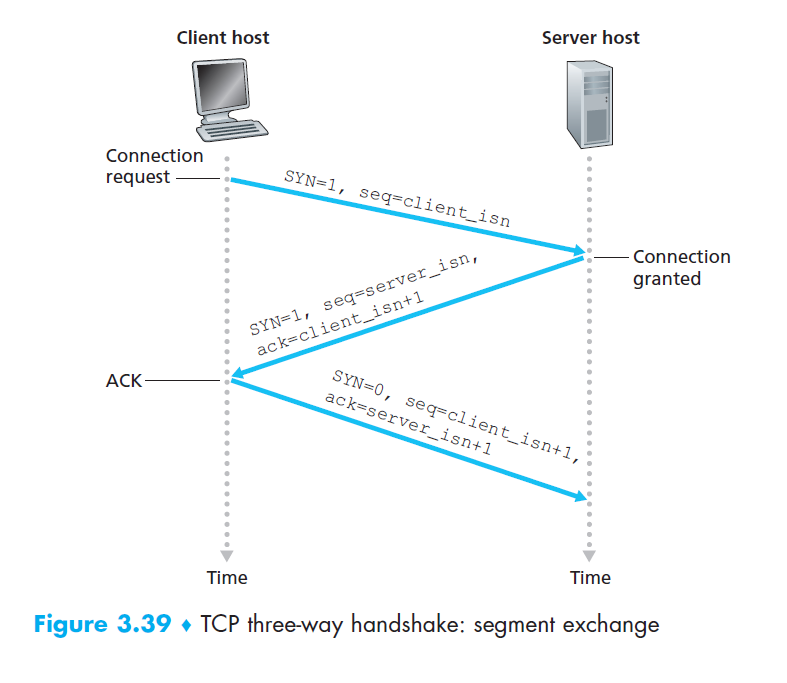 Client host
Server host
Connection
request
SYN=1, seq=client_isn
Connection
granted
SYN=1, seq=server_isn,
ack=client_isn+1
ACK
SYN=0, seq=client_isn+1,
ack=server_isn+1
Time
Time
Figure 3.39 ♦ TCP three-way handshake: segment exchange